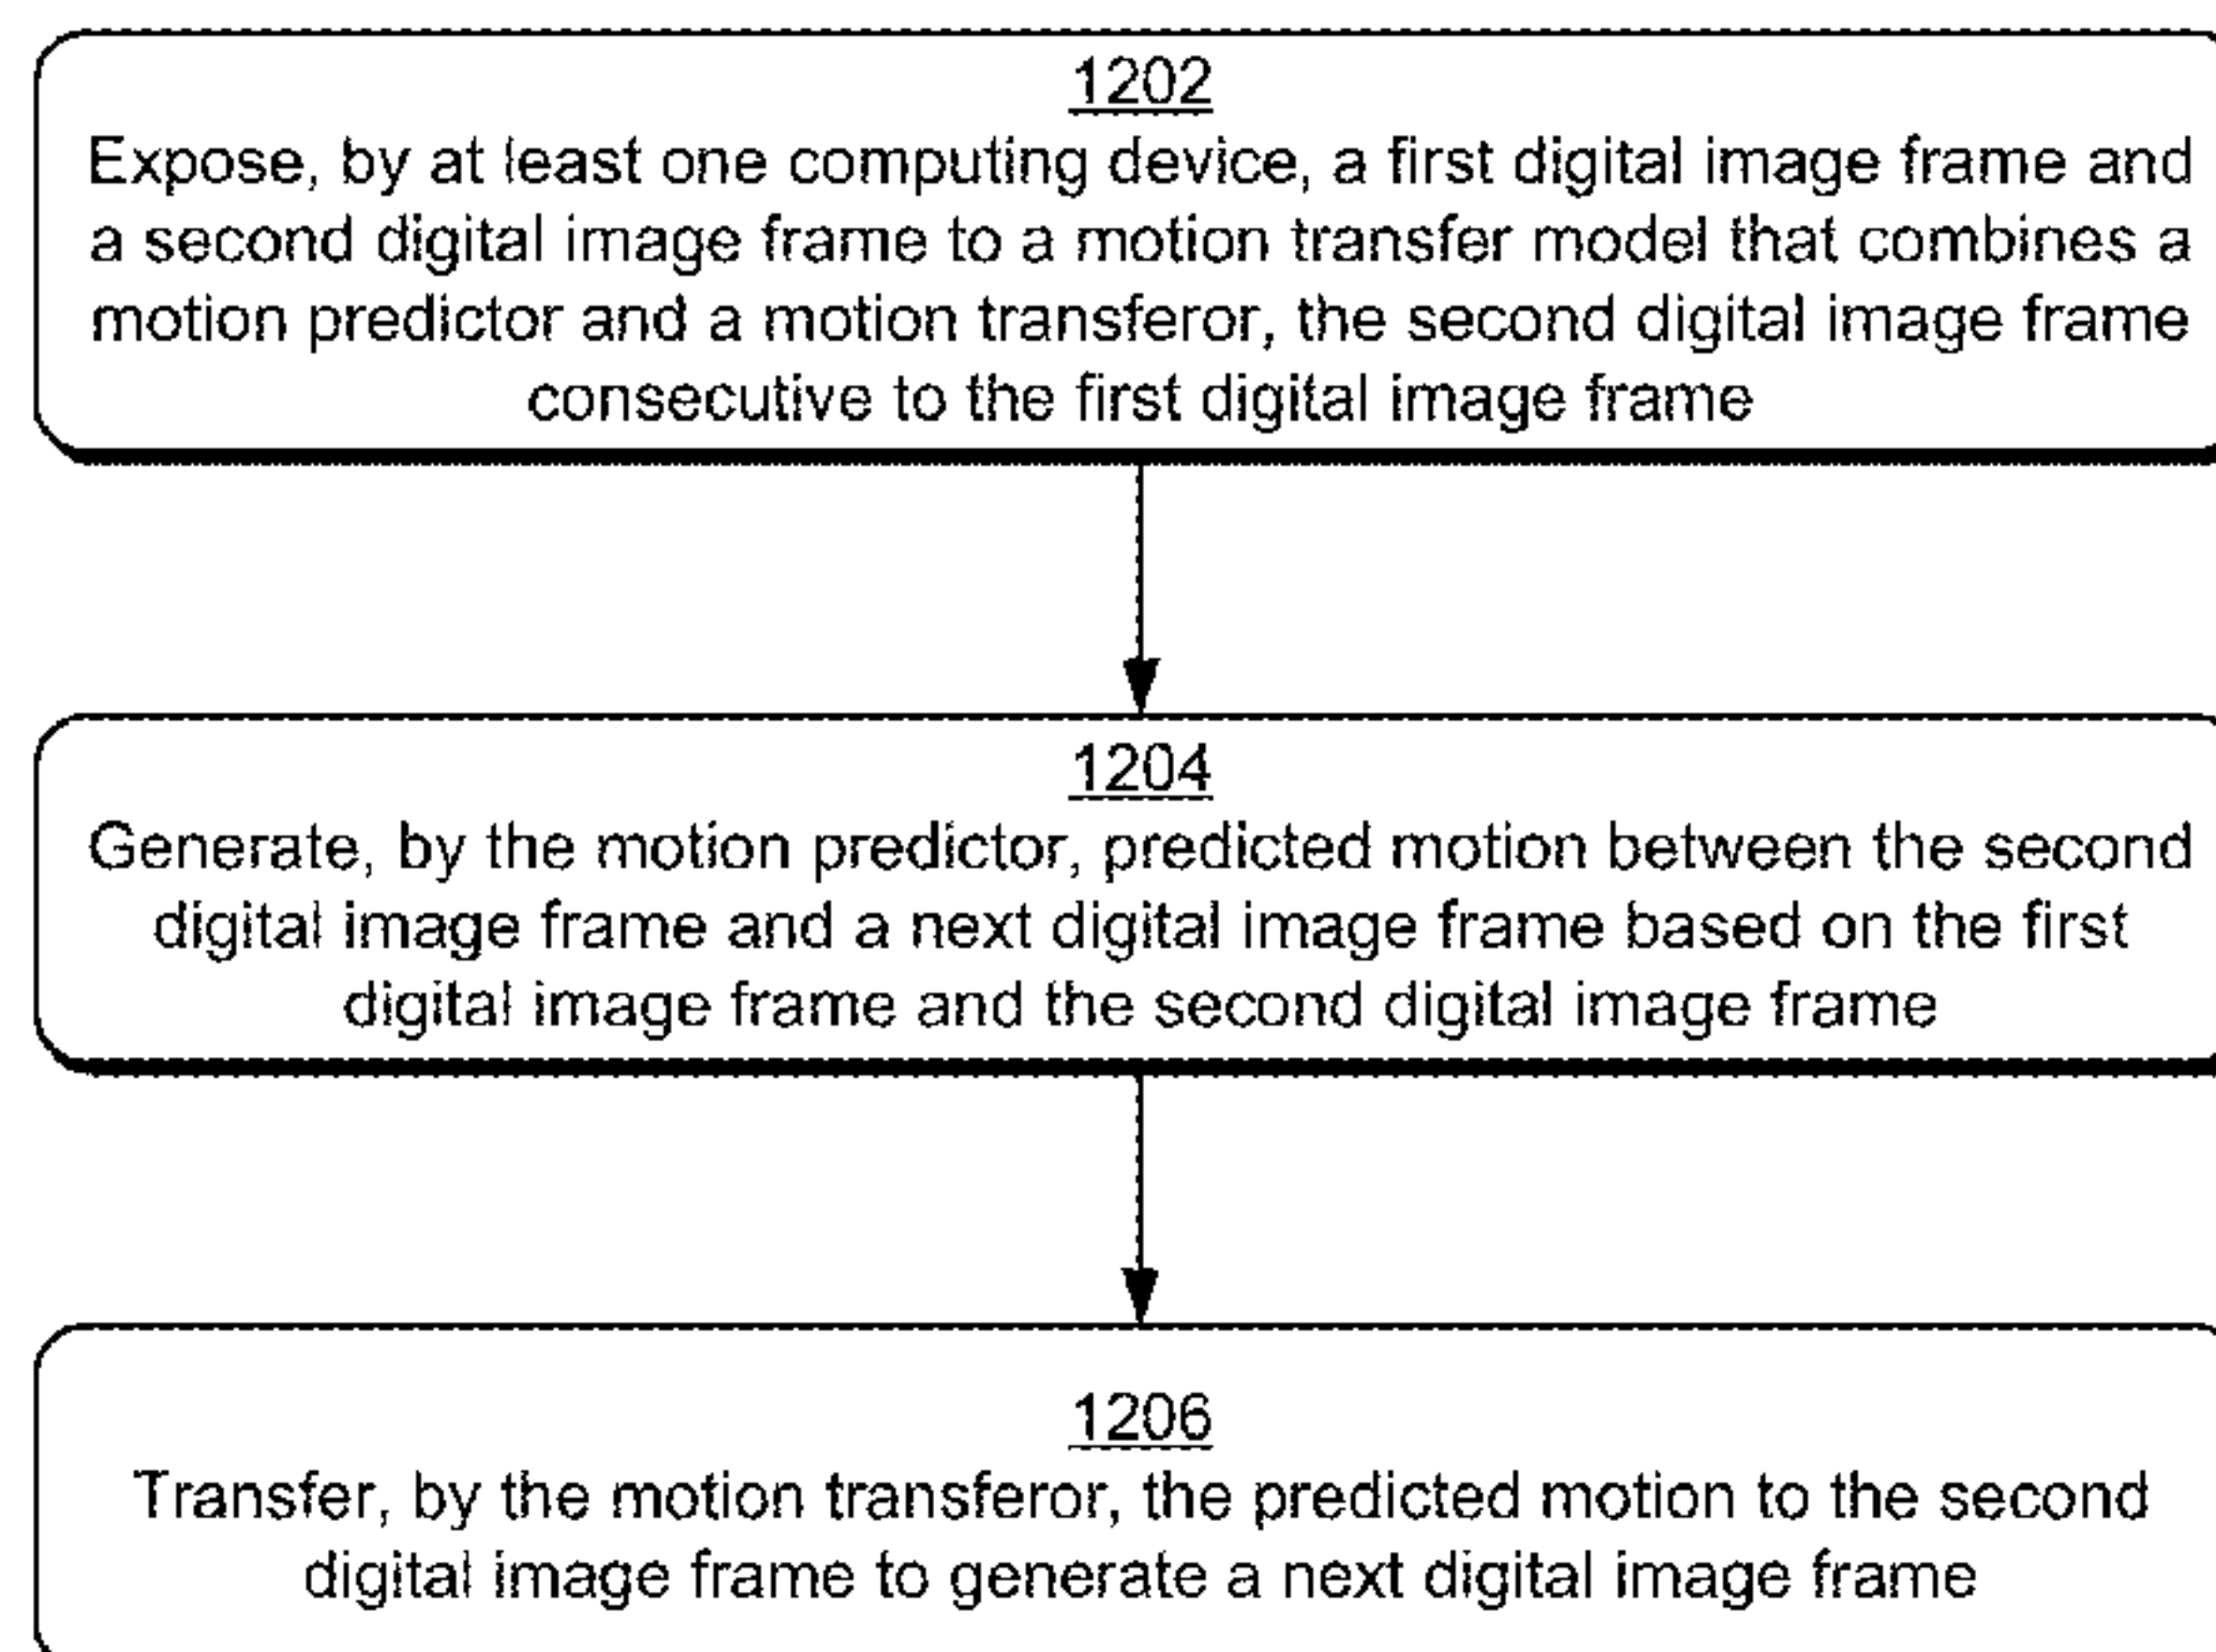 1202
Expose, by at least one computing device, a first digital image frame and
a second digital image frame to a motion transfer model that combines a
motion predictor and a motion transferor, the second digital image frame
consecutive to the first digital image frame
1204
Generate, by the motion predictor, predicted motion between the second
digital image frame and a next digital image frame based on the first
digital image frame and the second digital image frame
1206
Transfer, by the motion transferor, the predicted motion to the second
digital image frame to generate a next digital image frame